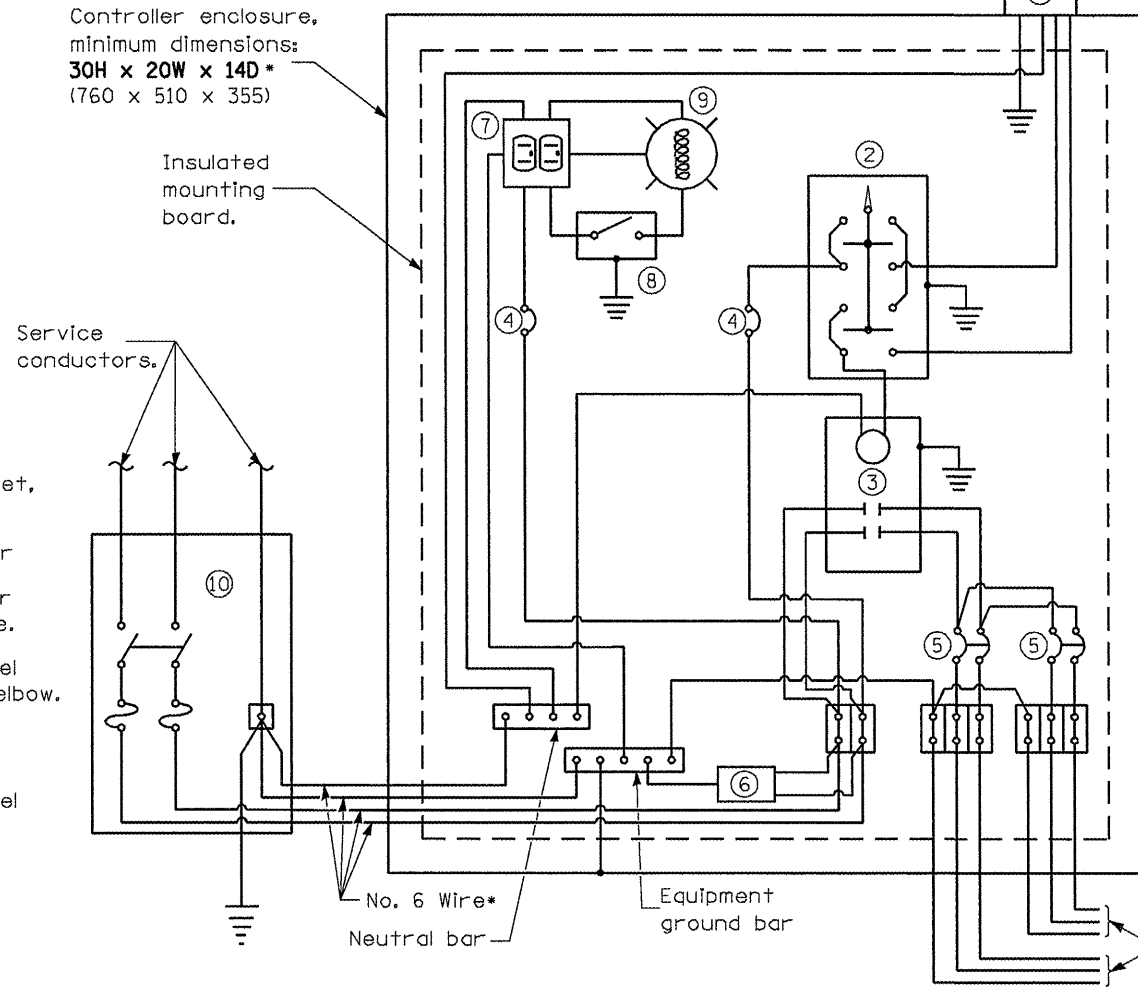 Controller enclosure,
minimum dimensions:
30H x 20W x 14D *
(760 x 510 x 355)
Insulated
mounting
board.
Service
conductors.
et,
r
r
e.
el
elbow.
el
7
9
2
8
4
4
3
10
5
5
6
No. 6 Wire*
Neutral bar
Equipment
ground bar